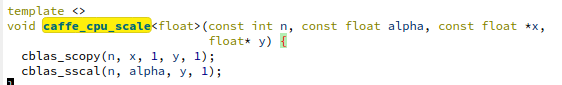 template <>
void caffe_cpu_scale<float>(const int n, const float alpha, const float *x,
                            float* y) {
  cblas_scopy(n, x, 1, y, 1);
  cblas_sscal(n, alpha, y, 1);
}